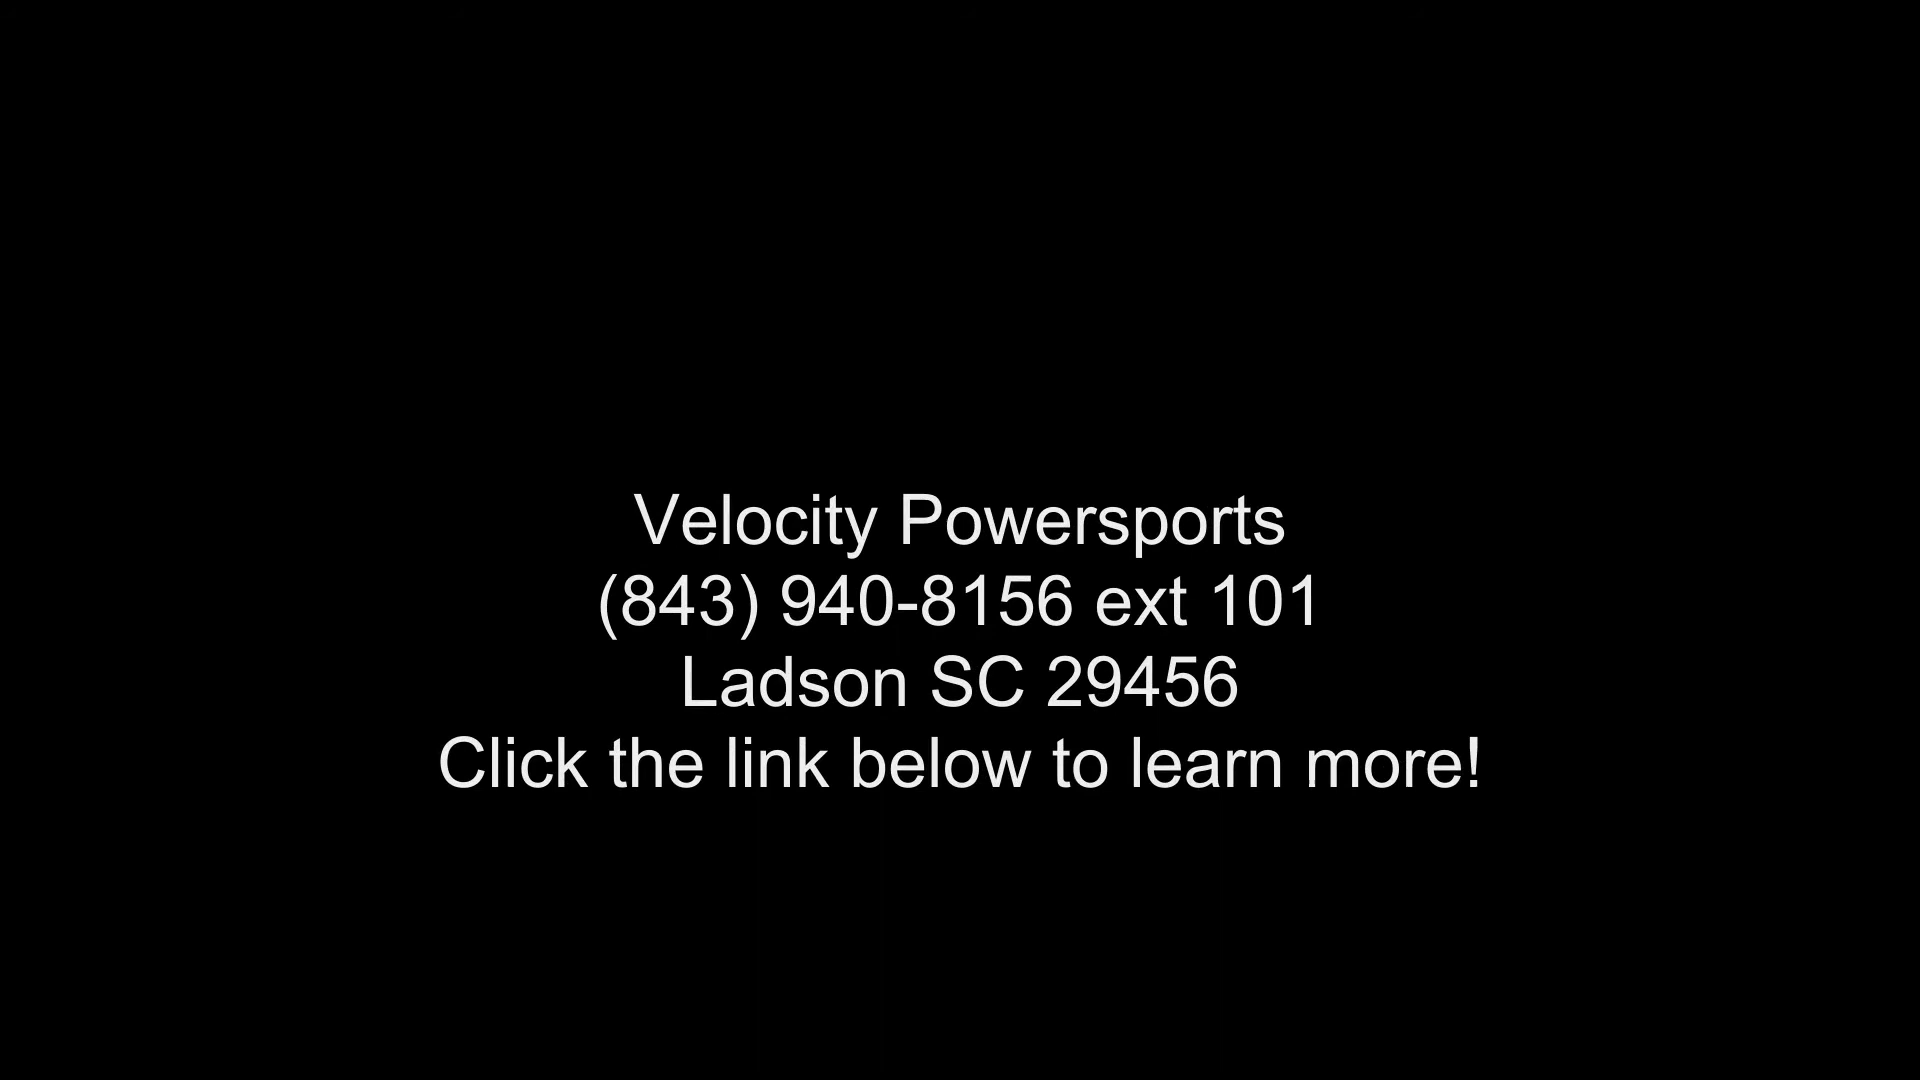 Velocity Powersports
(843) 940-8156 ext 101
Ladson SC 29456
Click the link below to learn more!